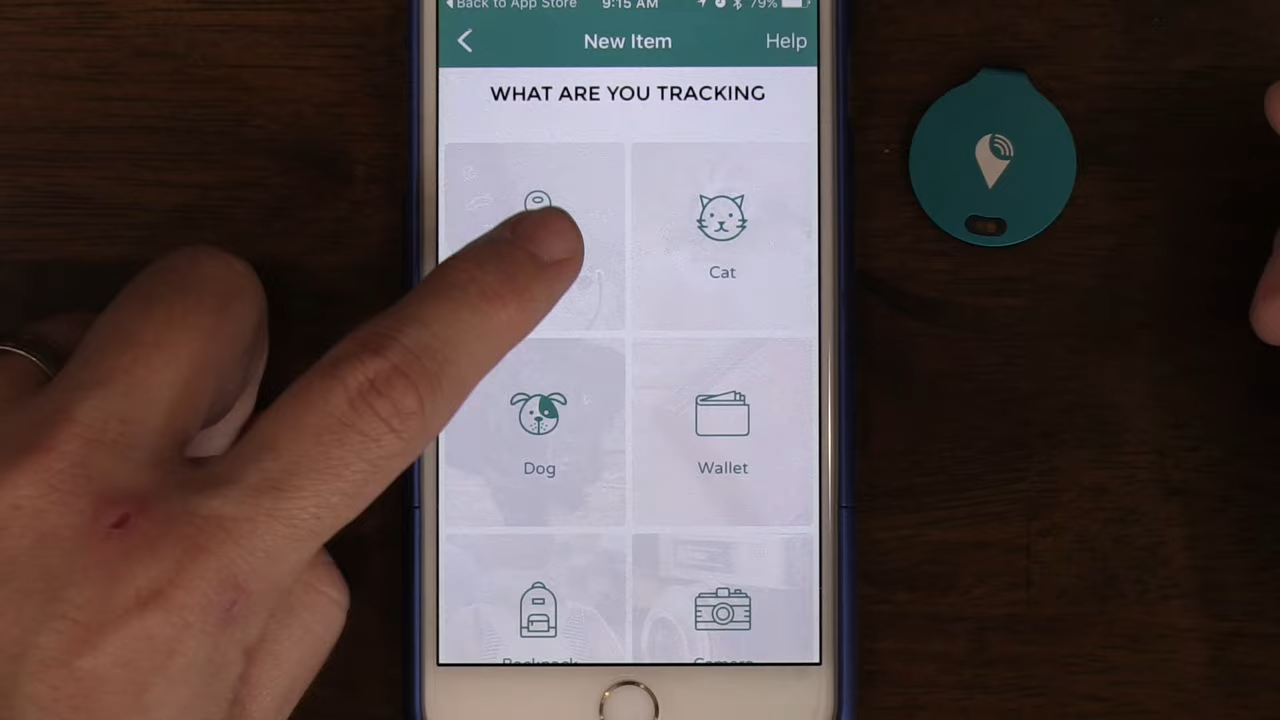 Back to App Store 9:15 AM 79%
New Item Help
WHAT ARE YOU TRACKING
Cat
Dog Wallet
Backpack Camera